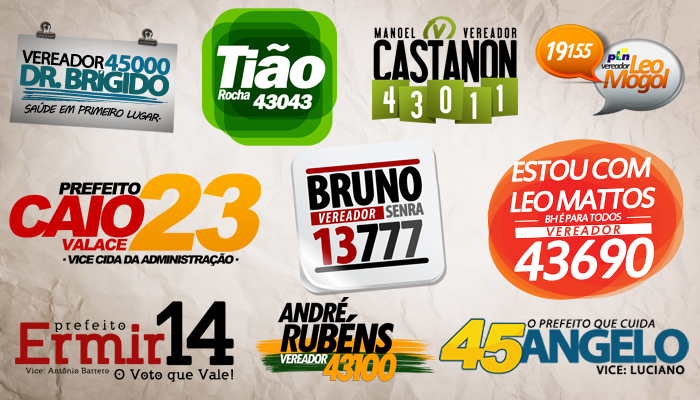 VEREADOR 45000
DR. BRÍGIDO
SAÚDE EM PRIMEIRO LUGAR.
Tião
Rocha 43043
MANOEL V VEREADOR
CASTANON
43011
19155
ptn
vereador Leo
Mogol
PREFEITO
CAIO 23
VALACE
• VICE CIDA DA ADMINISTRAÇÃO •
BRUNO
VEREADOR SENRA
13777
ESTOU COM
LEO MATTOS
BH É PARA TODOS
VEREADOR
43690
prefeito
Ermir 14
Vice: Antônio Barrero
O Voto que Vale!
ANDRÉ
RUBÉNS
VEREADOR
43100
O PREFEITO QUE CUIDA
45 ANGELO
VICE: LUCIANO